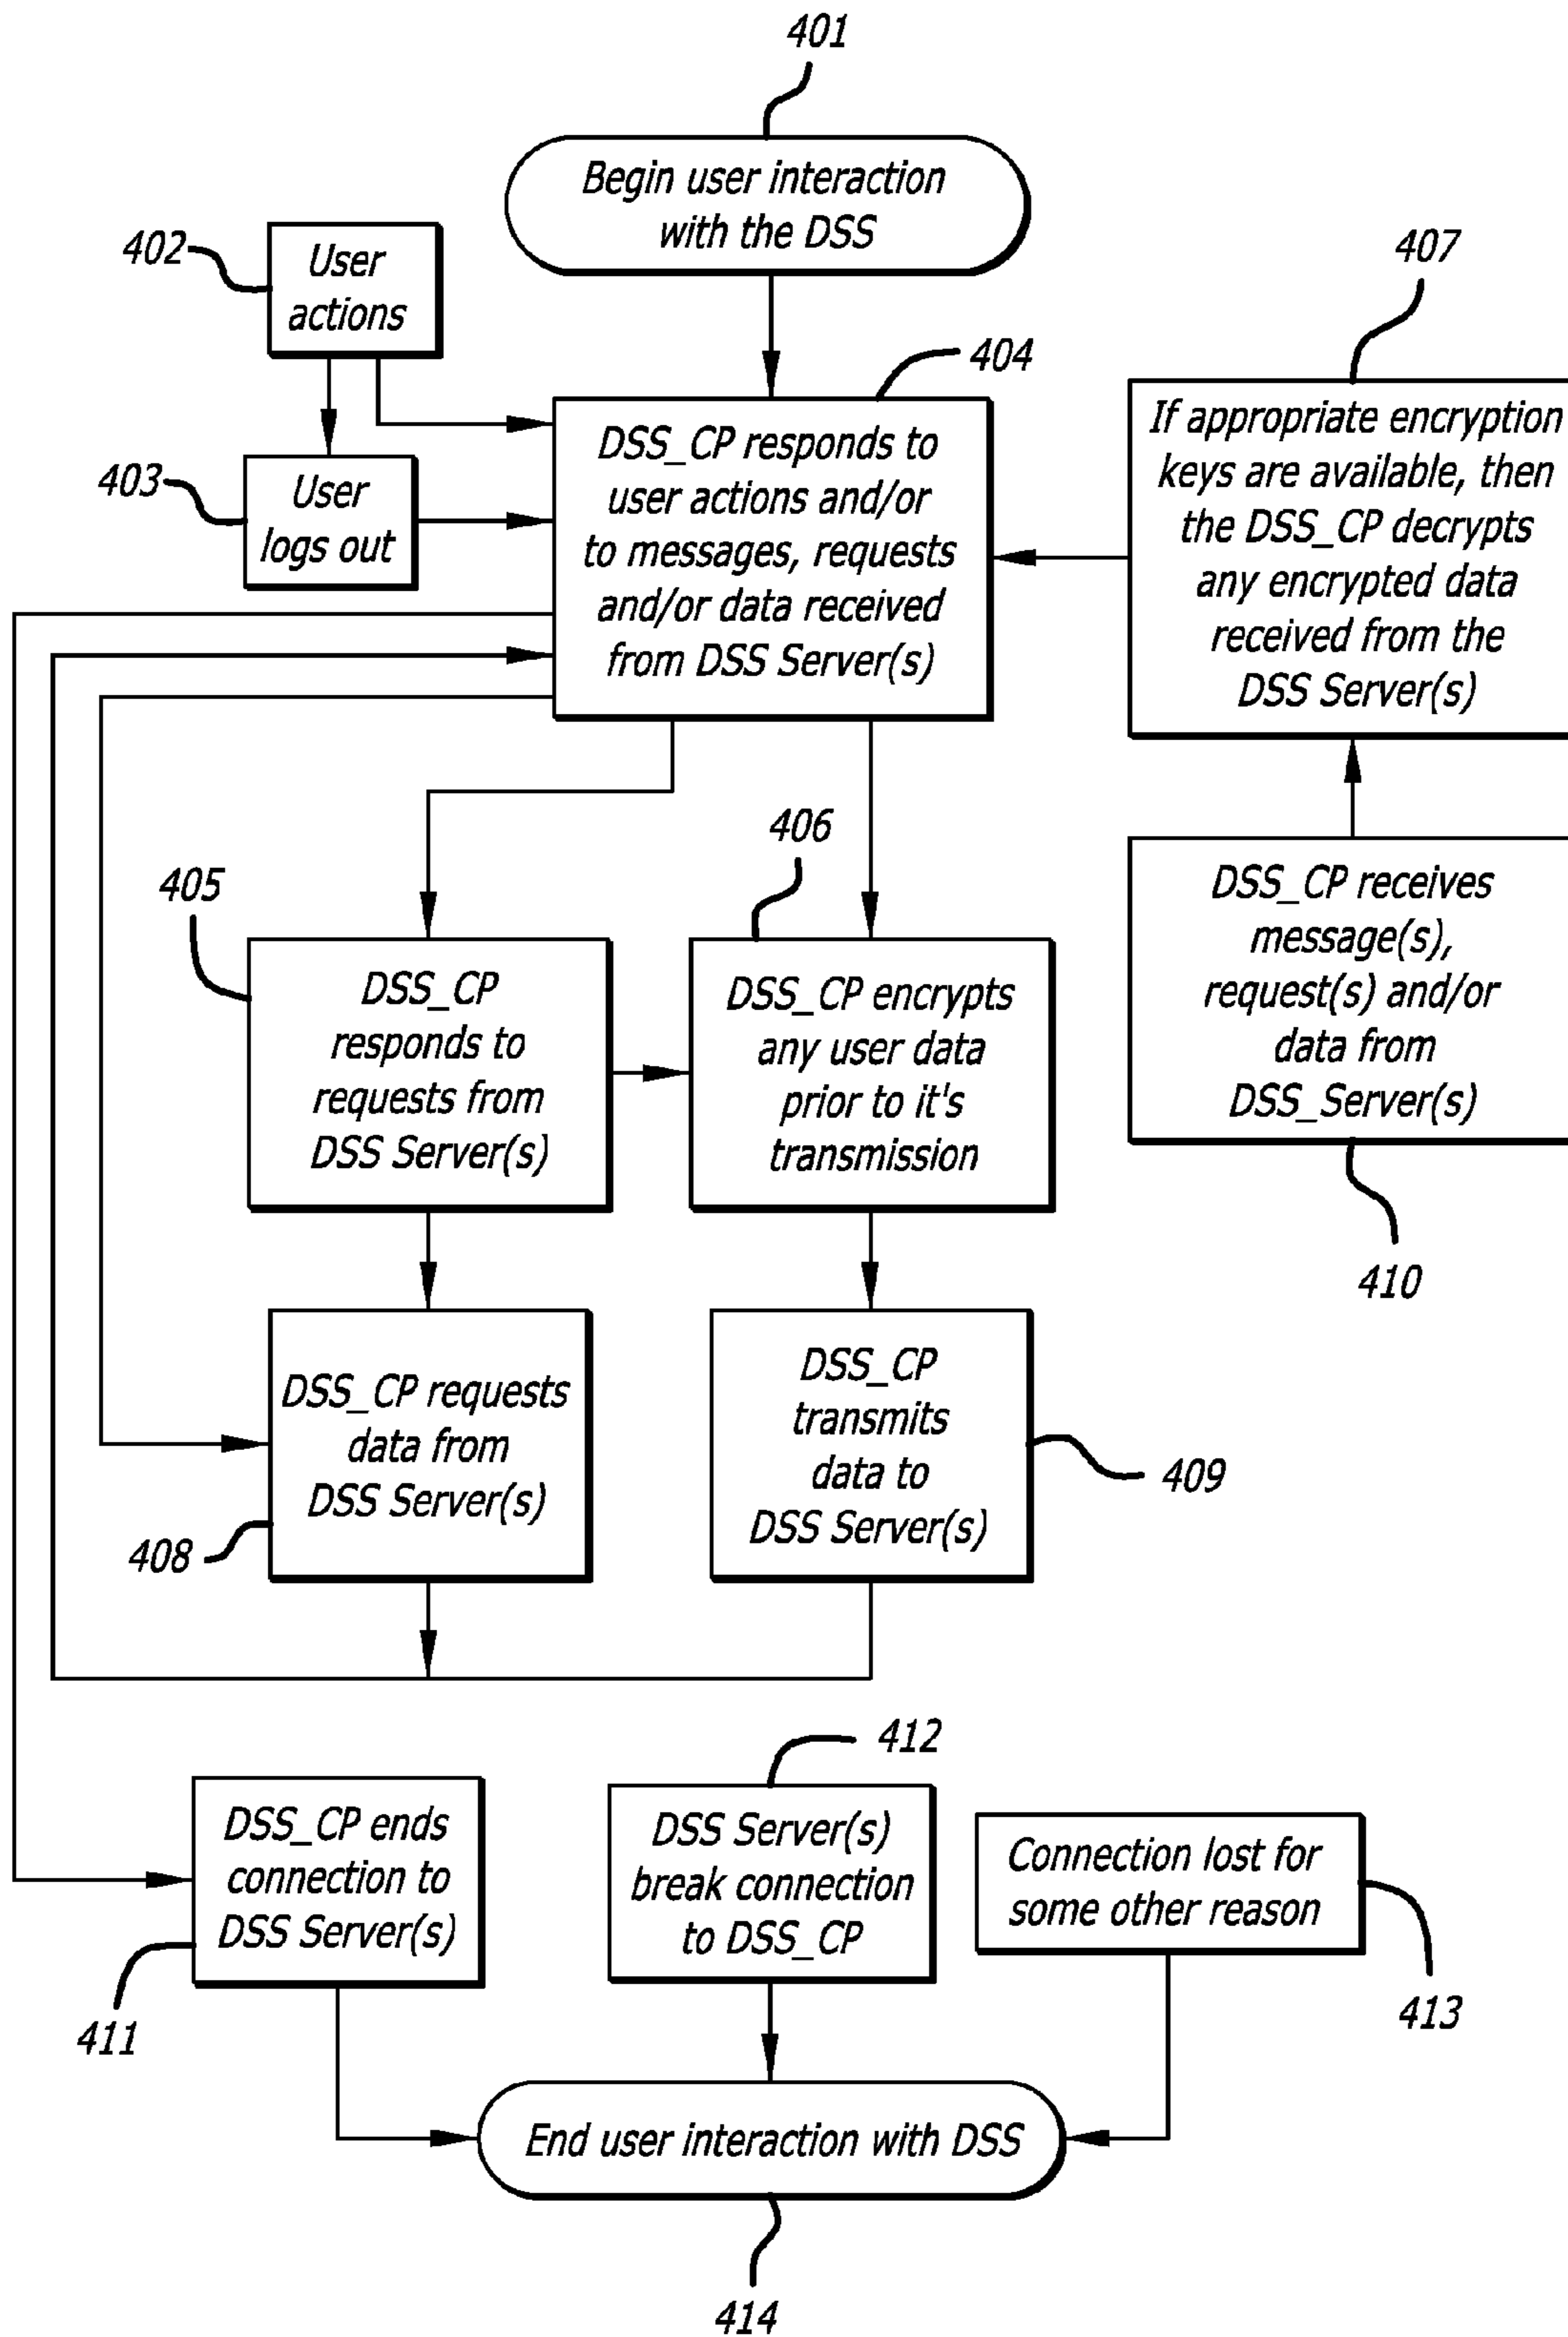 401
Begin user interaction
with the DSS
402
User
actions
407
404
403
User
logs out
DSS_CP responds to
user actions and/or
to messages, requests
and/or data received
from DSS Server(s)
If appropriate encryption
keys are available, then
the DSS_CP decrypts
any encrypted data
received from the
DSS Server(s)
405
406
DSS_CP
responds to
requests from
DSS Server(s)
DSS_CP encrypts
any user data
prior to it's
transmission
DSS_CP receives
message(s),
request(s) and/or
data from
DSS_Server(s)
410
DSS_CP requests
data from
DSS Server(s)
408
DSS_CP
transmits
data to
DSS Server(s)
409
412
DSS_CP ends
connection to
DSS Server(s)
411
DSS Server(s)
break connection
to DSS_CP
Connection lost for
some other reason
413
End user interaction with DSS
414